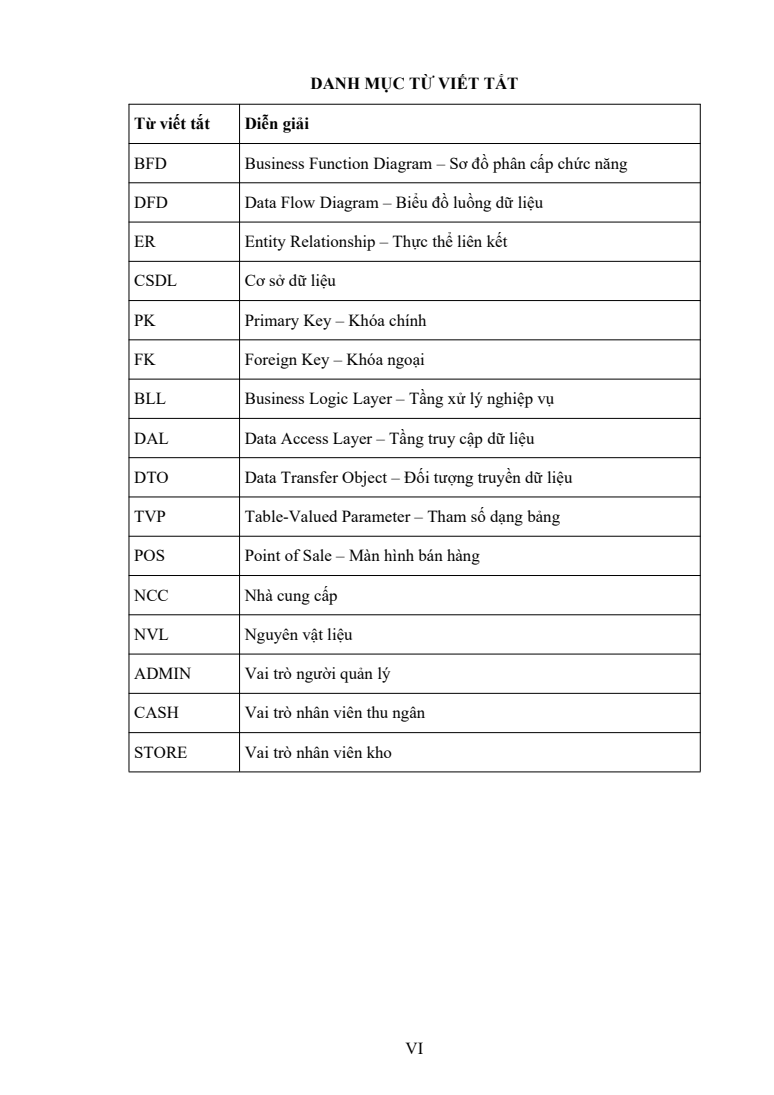 DANH MỤC TỪ VIẾT TẮT
Từ viết tắt Diễn giải
BFD Business Function Diagram – Sơ đồ phân cấp chức năng
DFD Data Flow Diagram – Biểu đồ luồng dữ liệu
ER Entity Relationship – Thực thể liên kết
CSDL Cơ sở dữ liệu
PK Primary Key – Khóa chính
FK Foreign Key – Khóa ngoại
BLL Business Logic Layer – Tầng xử lý nghiệp vụ
DAL Data Access Layer – Tầng truy cập dữ liệu
DTO Data Transfer Object – Đối tượng truyền dữ liệu
TVP Table-Valued Parameter – Tham số dạng bảng
POS Point of Sale – Màn hình bán hàng
NCC Nhà cung cấp
NVL Nguyên vật liệu
ADMIN Vai trò người quản lý
CASH Vai trò nhân viên thu ngân
STORE Vai trò nhân viên kho
VI